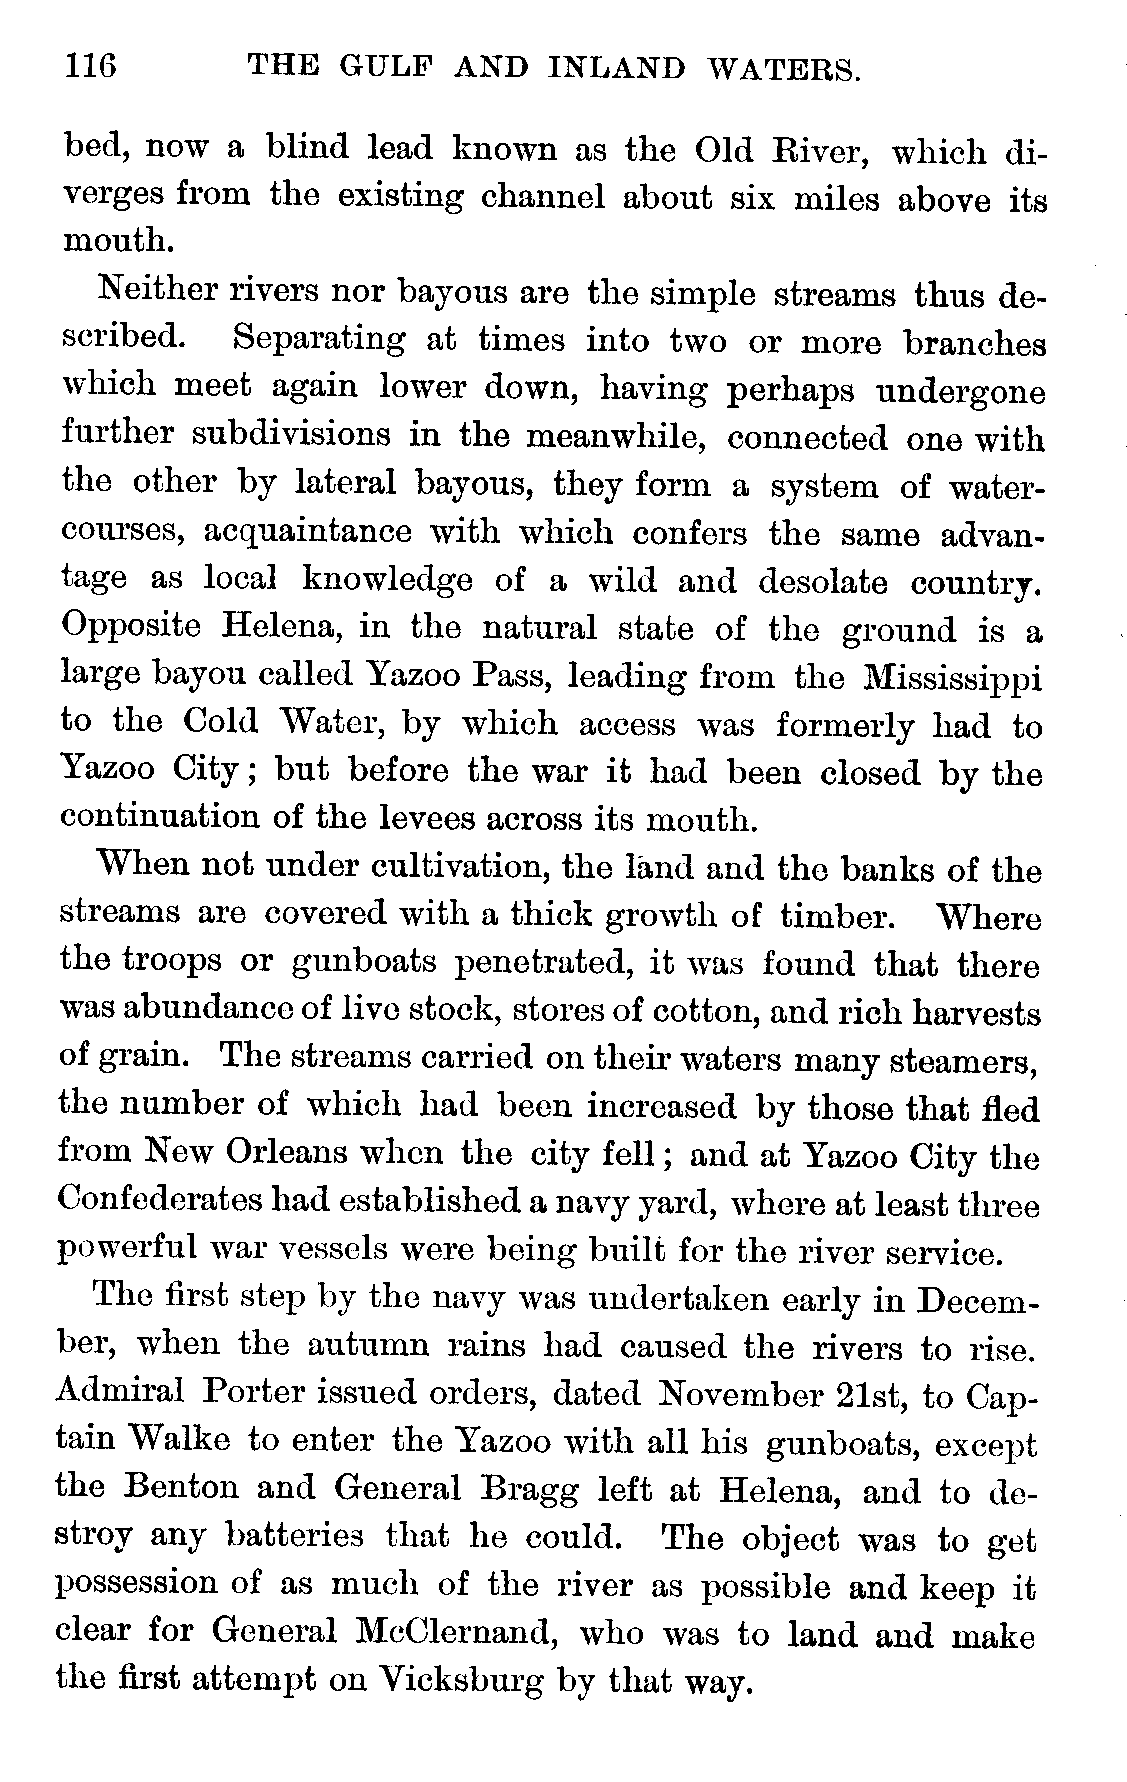 116 THE GULF AND INLAND WATERS.
bed, now a blind lead known as the Old River, which di-
verges from the existing channel about six miles above its
mouth.
Neither rivers nor bayous are the simple streams thus de-
scribed. Separating at times into two or more branches
which meet again lower down, having perhaps undergone
further subdivisions in the meanwhile, connected one with
the other by lateral bayous, they form a system of water-
courses, acquaintance with which confers the same advan-
tage as local knowledge of a wild and desolate country.
Opposite Helena, in the natural state of the ground is a
large bayou called Yazoo Pass, leading from the Mississippi
to the Cold Water, by which access was formerly had to
Yazoo City; but before the war it had been closed by the
continuation of the levees across its mouth.
When not under cultivation, the land and the banks of the
streams are covered with a thick growth of timber. Where
the troops or gunboats penetrated, it was found that there
was abundance of live stock, stores of cotton, and rich harvests
of grain. The streams carried on their waters many steamers,
the number of which had been increased by those that fled
from New Orleans when the city fell; and at Yazoo City the
Confederates had established a navy yard, where at least three
powerful war vessels were being built for the river service.
The first step by the navy was undertaken early in Decem-
ber, when the autumn rains had caused the rivers to rise.
Admiral Porter issued orders, dated November 21st, to Cap-
tain Walke to enter the Yazoo with all his gunboats, except
the Benton and General Bragg left at Helena, and to de-
stroy any batteries that he could. The object was to get
possession of as much of the river as possible and keep it
clear for General McClernand, who was to land and make
the first attempt on Vicksburg by that way.